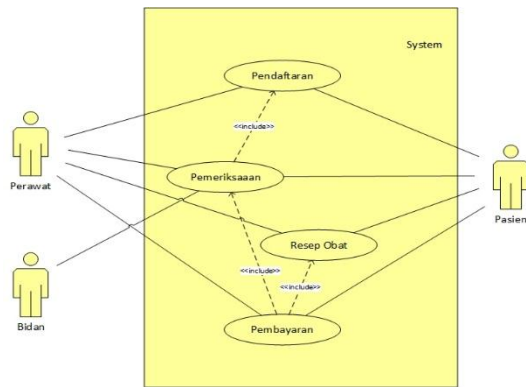 System
Pendaftaran
<<include>>
Perawat
Pemeriksaaan
Pasien
Resep Obat
<<include>>
<<include>>
Bidan
Pembayaran